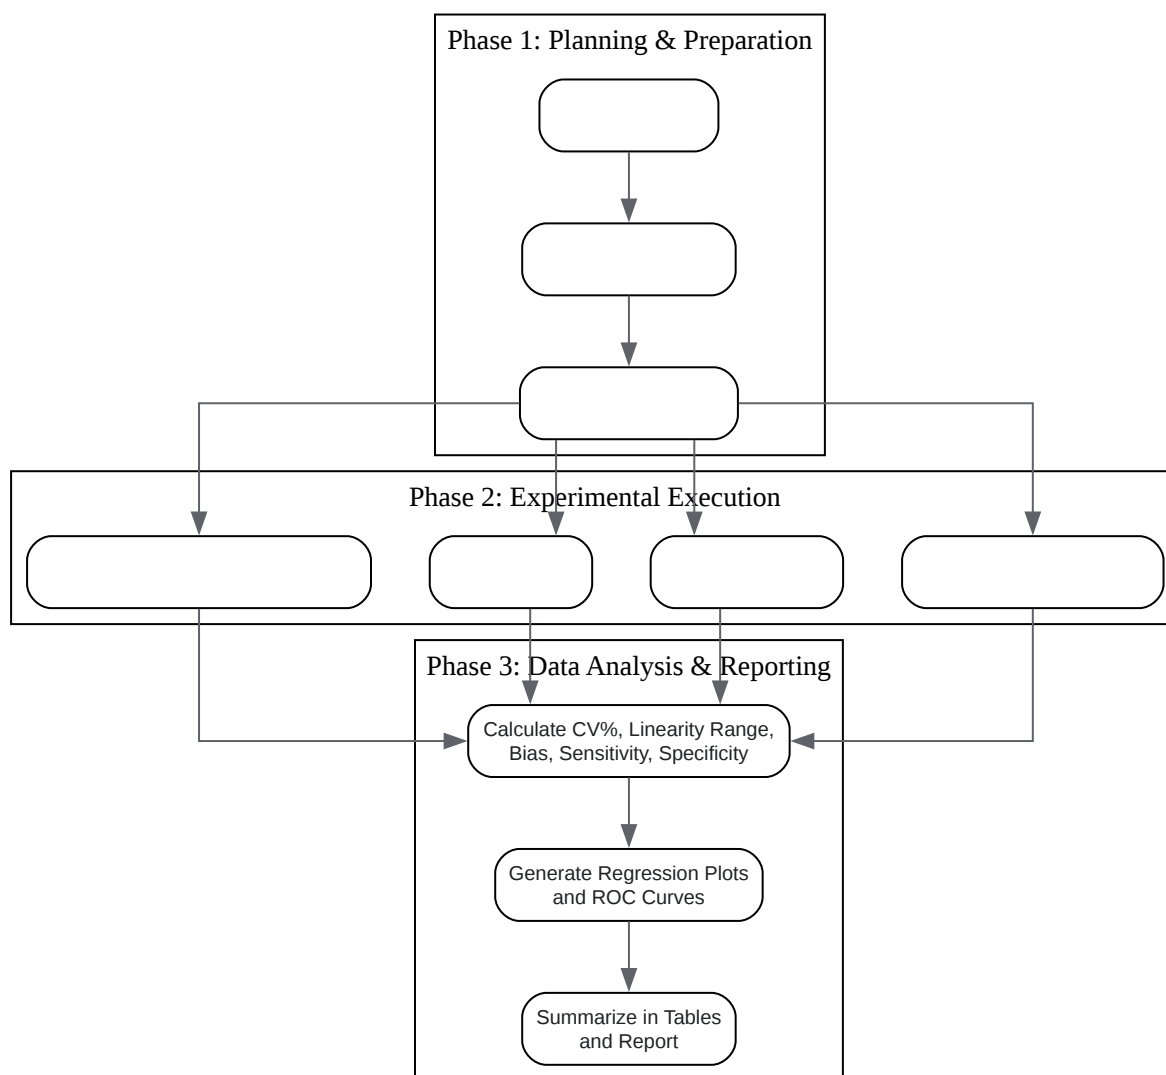 Phase 1: Planning & Preparation
Phase 2: Experimental Execution
Phase 3: Data Analysis & Reporting
Calculate CV%, Linearity Range,
Bias, Sensitivity, Specificity
Generate Regression Plots
and ROC Curves
Summarize in Tables
and Report